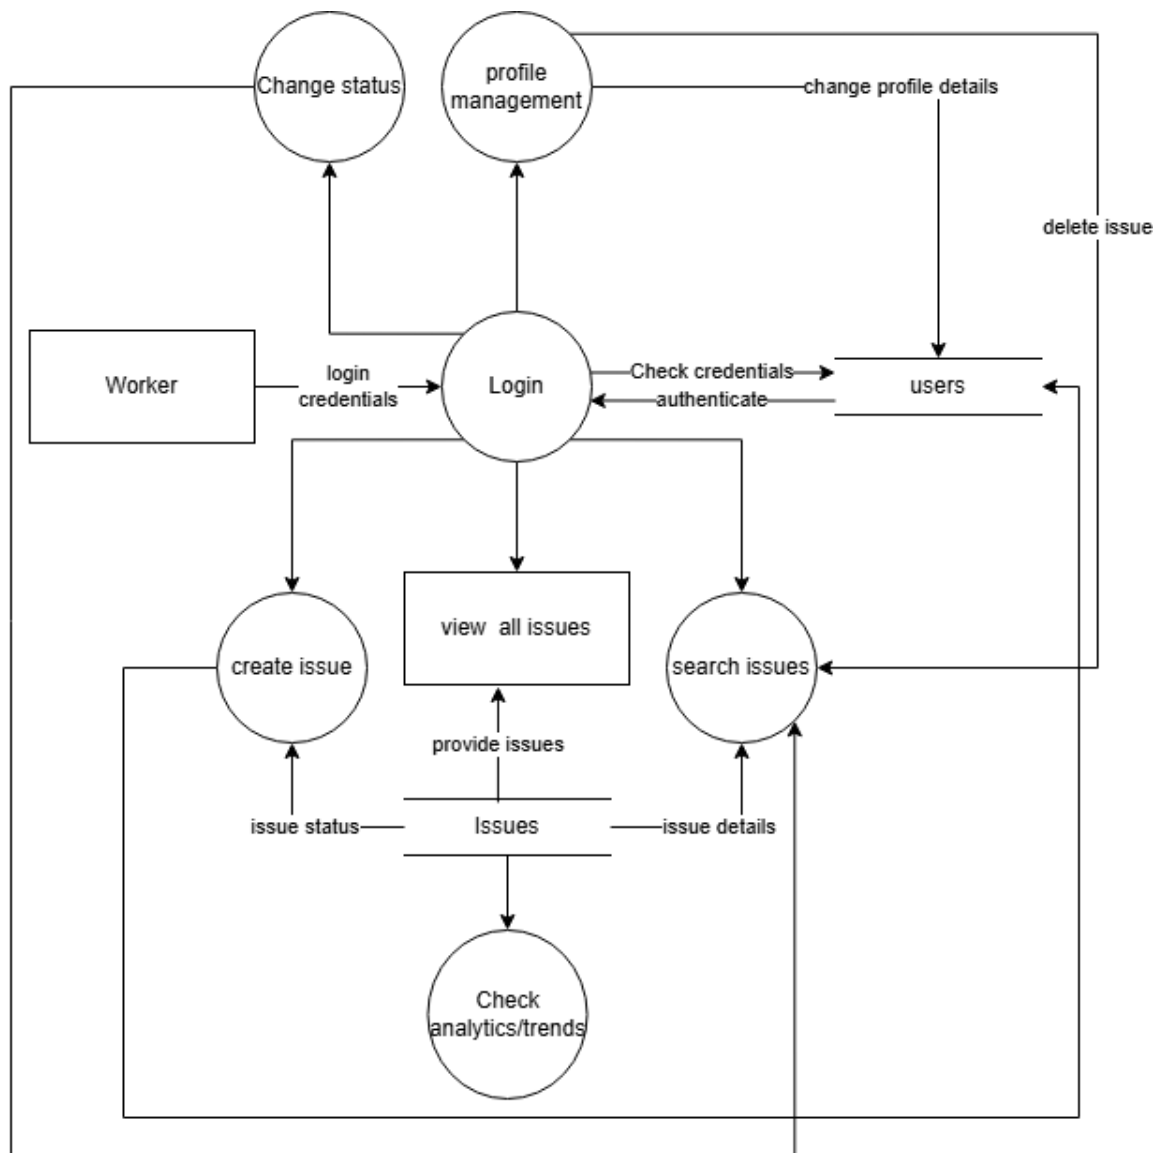 Change status
profile
management
change profile details
delete issue
Worker
login
credentials
Login
Check credentials
authenticate
users
create issue
view all issues
search issues
provide issues
issue status
Issues
issue details
Check
analytics/trends